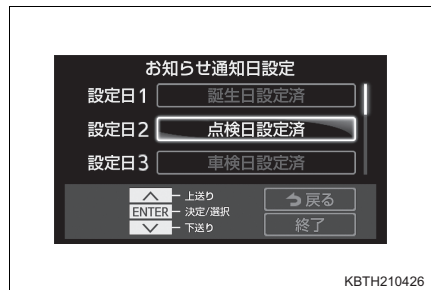 お知らせ通知日設定
設定日1 誕生日設定済
設定日2 点検日設定済
設定日3 車検日設定済
上送り
ENTER 決定/選択
下送り
戻る
終了
KBTH210426